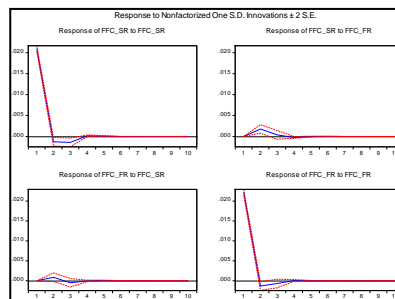 Response to Nonfactorized One S.D. Innovations ± 2 S.E.
Response of FFC_SR to FFC_SR
.020
.015
.010
.005
.000
1 2 3 4 5 6 7 8 9 10
Response of FFC_SR to FFC_FR
.020
.015
.010
.005
.000
1 2 3 4 5 6 7 8 9 10
Response of FFC_FR to FFC_SR
.020
.015
.010
.005
.000
1 2 3 4 5 6 7 8 9 10
Response of FFC_FR to FFC_FR
.020
.015
.010
.005
.000
1 2 3 4 5 6 7 8 9